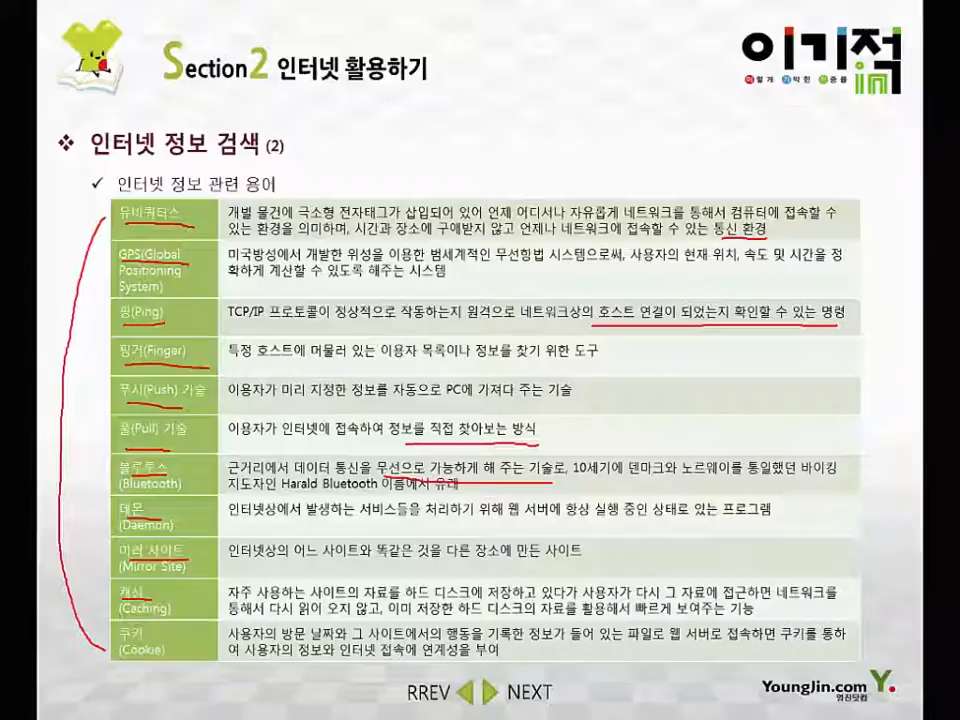 Section2 인터넷 활용하기
이기적in
이렇게 기막힌 적중률
❖ 인터넷 정보 검색 (2)
✓ 인터넷 정보 관련 용어
유비쿼터스
개별 물건에 극소형 전자태그가 삽입되어 있어 언제 어디서나 자유롭게 네트워크를 통해서 컴퓨터에 접속할 수
있는 환경을 의미하며, 시간과 장소에 구애받지 않고 언제나 네트워크에 접속할 수 있는 통신 환경
GPS(Global
Positioning
System)
미국방성에서 개발한 위성을 이용한 범세계적인 무선항법 시스템으로써, 사용자의 현재 위치, 속도 및 시간을 정
확하게 계산할 수 있도록 해주는 시스템
핑(Ping)
TCP/IP 프로토콜이 정상적으로 작동하는지 원격으로 네트워크상의 호스트 연결이 되었는지 확인할 수 있는 명령
핑거(Finger)
특정 호스트에 머물러 있는 이용자 목록이나 정보를 찾기 위한 도구
푸시(Push) 기술
이용자가 미리 지정한 정보를 자동으로 PC에 가져다 주는 기술
풀(Pull) 기술
이용자가 인터넷에 접속하여 정보를 직접 찾아보는 방식
블루투스
(Bluetooth)
근거리에서 데이터 통신을 무선으로 가능하게 해 주는 기술로, 10세기에 덴마크와 노르웨이를 통일했던 바이킹
지도자인 Harald Bluetooth 이름에서 유래
데몬
(Daemon)
인터넷상에서 발생하는 서비스들을 처리하기 위해 웹 서버에 항상 실행 중인 상태로 있는 프로그램
미러 사이트
(Mirror Site)
인터넷상의 어느 사이트와 똑같은 것을 다른 장소에 만든 사이트
캐싱
(Caching)
자주 사용하는 사이트의 자료를 하드 디스크에 저장하고 있다가 사용자가 다시 그 자료에 접근하면 네트워크를
통해서 다시 읽어 오지 않고, 이미 저장한 하드 디스크의 자료를 활용해서 빠르게 보여주는 기능
쿠키
(Cookie)
사용자의 방문 날짜와 그 사이트에서의 행동을 기록한 정보가 들어 있는 파일로 웹 서버로 접속하면 쿠키를 통하
여 사용자의 정보와 인터넷 접속에 연계성을 부여
RREV NEXT
YoungJin.com Y.
영진닷컴